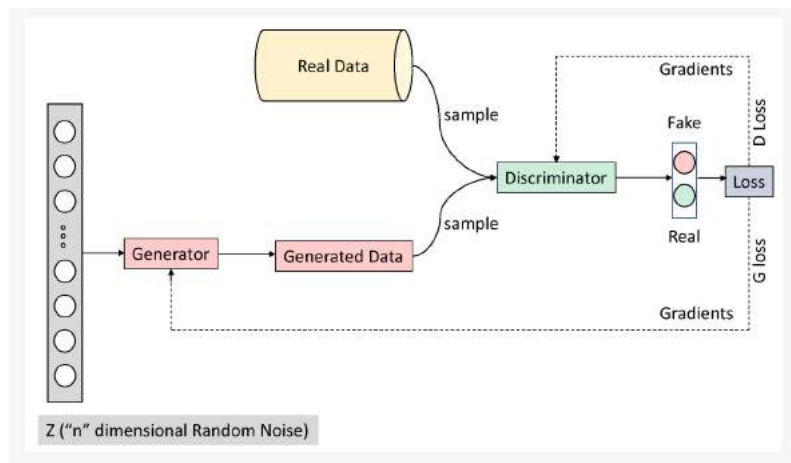 Real Data
Gradients
sample
Fake
D Loss
Discriminator
Loss
sample
Real
G loss
Generator
Generated Data
Gradients
Z (“n” dimensional Random Noise)